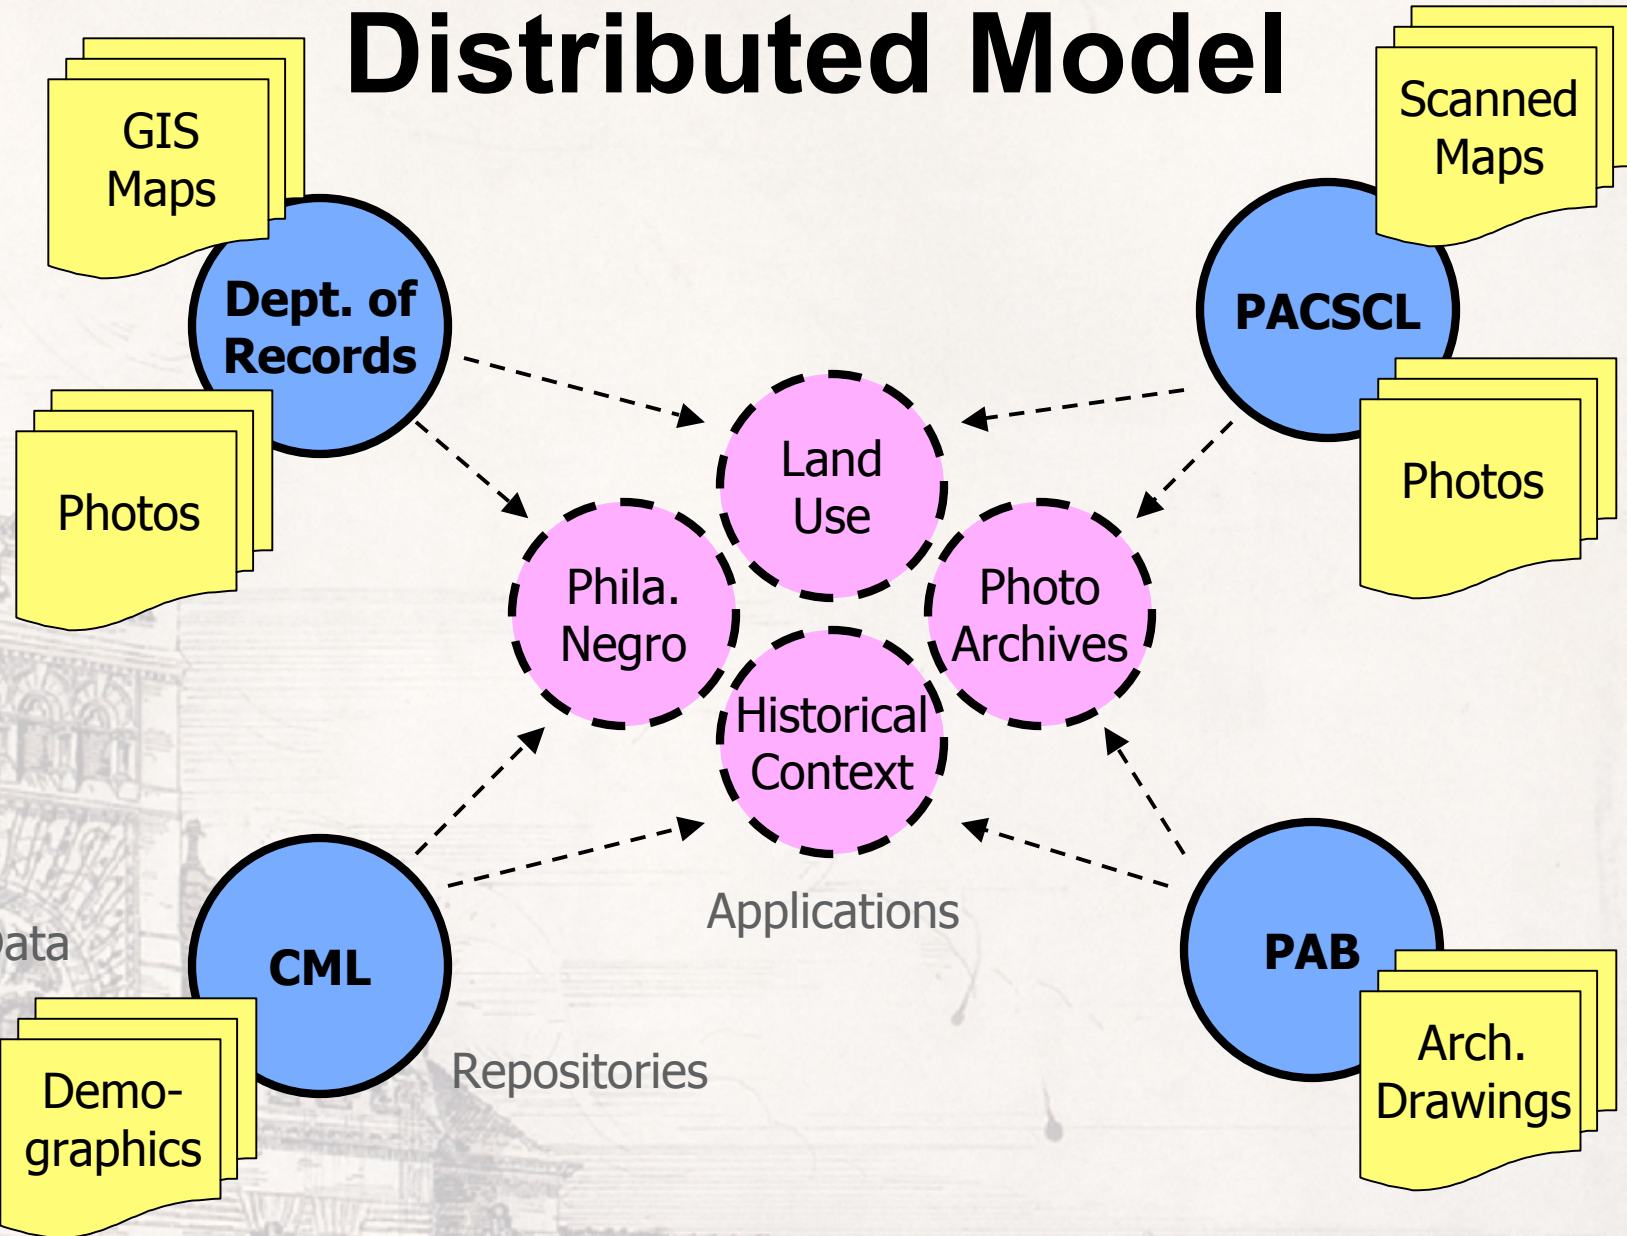 Distributed Model
GIS
Maps
Scanned
Maps
Dept. of
Records
PACSCL
Photos
Photos
Land
Use
Phila.
Negro
Photo
Archives
Historical
Context
Applications
Data
CML
PAB
Repositories
Demo-
graphics
Arch.
Drawings